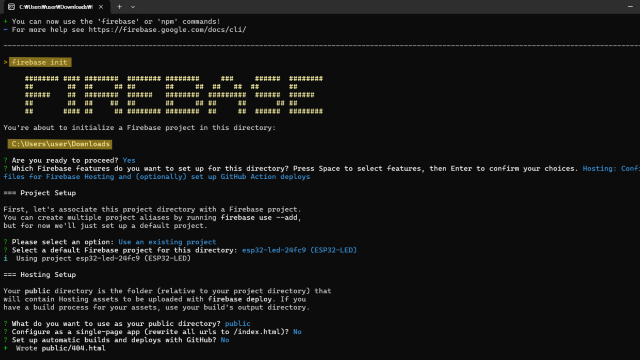 C:\Users\user\Downloads\
+ You can now use the 'firebase' or 'npm' commands!
- For more help see https://firebase.google.com/docs/cli/
> firebase init
FIREBASE
You're about to initialize a Firebase project in this directory:
C:\Users\user\Downloads
? Are you ready to proceed? Yes
? Which Firebase features do you want to set up for this directory? Press Space to select features, then Enter to confirm your choices. Hosting: Conf
files for Firebase Hosting and (optionally) set up GitHub Action deploys
=== Project Setup
First, let's associate this project directory with a Firebase project.
You can create multiple project aliases by running firebase use --add,
but for now we'll just set up a default project.
? Please select an option: Use an existing project
? Select a default Firebase project for this directory: esp32-led-24fc9 (ESP32-LED)
i Using project esp32-led-24fc9 (ESP32-LED)
=== Hosting Setup
Your public directory is the folder (relative to your project directory) that
will contain Hosting assets to be uploaded with firebase deploy. If you
have a build process for your assets, use your build's output directory.
? What do you want to use as your public directory? public
? Configure as a single-page app (rewrite all urls to /index.html)? No
? Set up automatic builds and deploys with GitHub? No
+ Wrote public/404.html